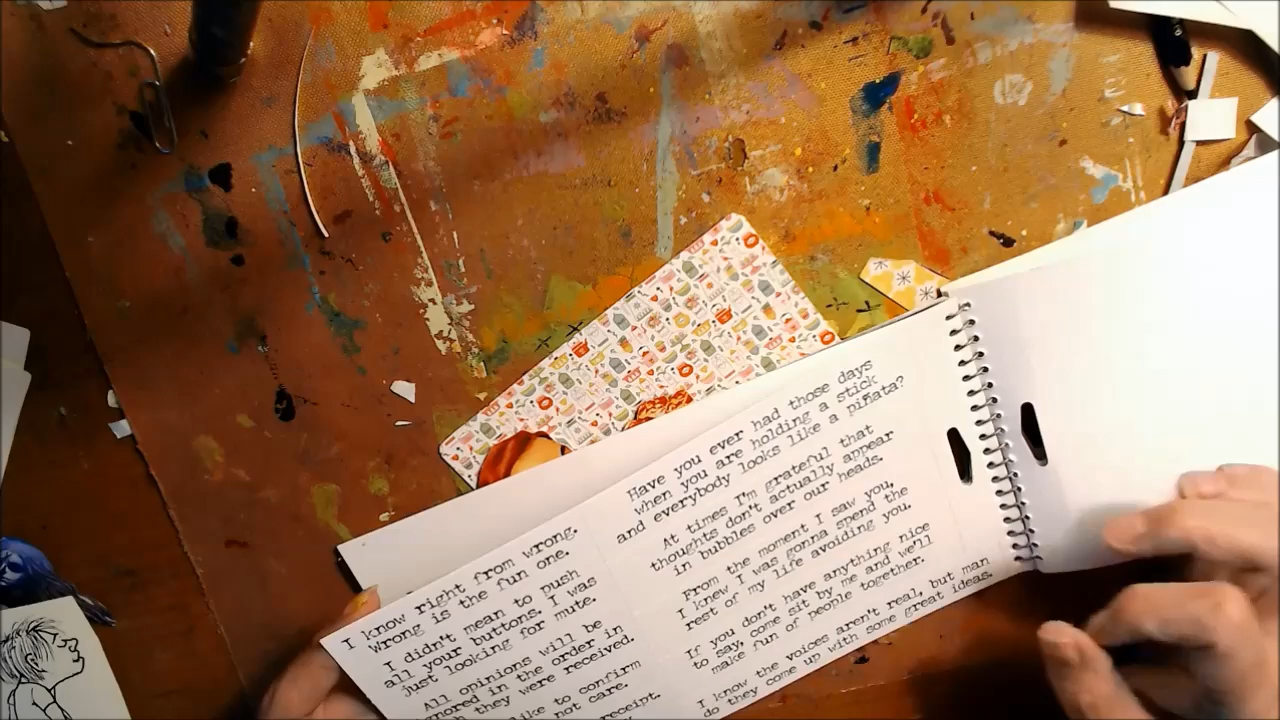 I know right from wrong.
Wrong is the fun one.
I didn't mean to push
all your buttons. I was
just looking for mute.
All opinions will be
ignored in the order in
they were received.
like to confirm
not care.
receipt.
Have you ever had those days
when you are holding a stick
and everybody looks like a piñata?
At times I'm grateful that
thoughts don't actually appear
in bubbles over our heads.
From the moment I saw you,
I knew I was gonna spend the
rest of my life avoiding you.
If you don't have anything nice
to say, come sit by me and we'll
make fun of people together.
I know the voices aren't real, but man
do they come up with some great ideas.